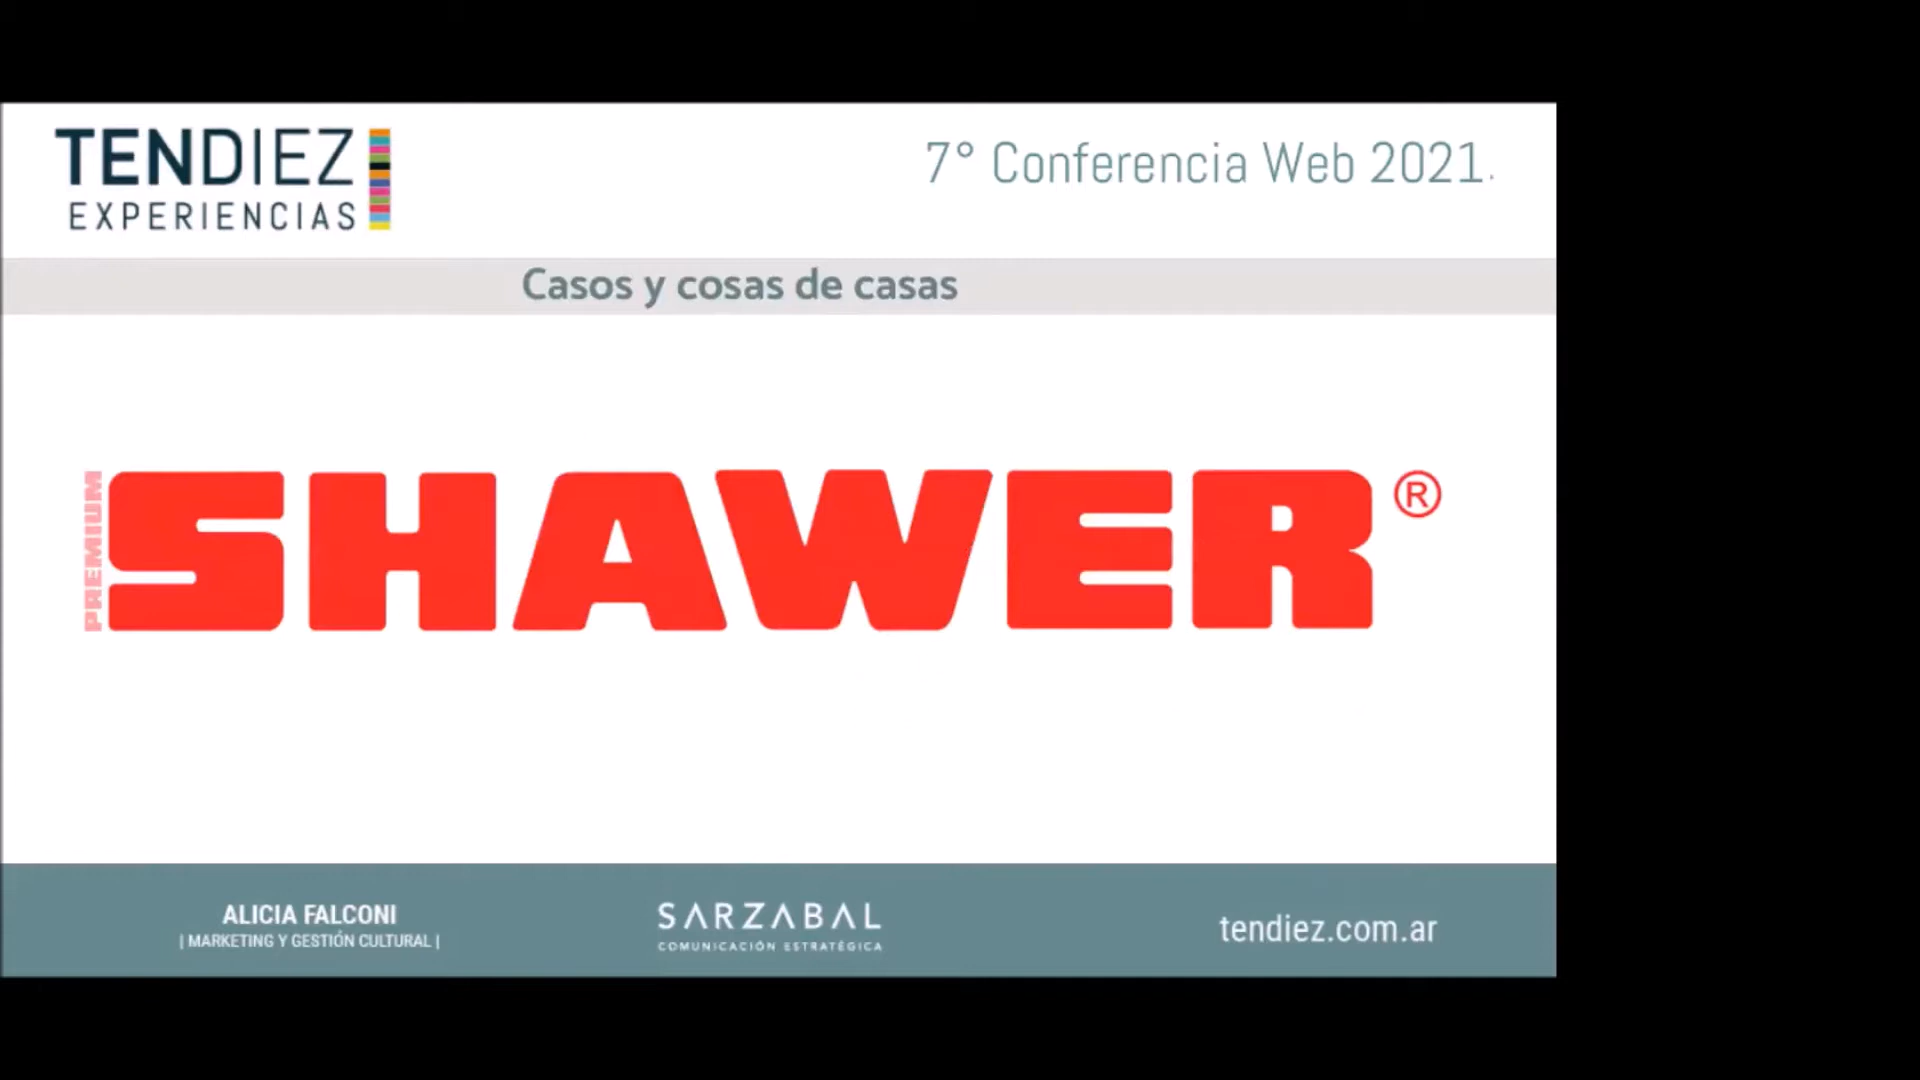 TENDIEZ
EXPERIENCIAS
7° Conferencia Web 2021.
Casos y cosas de casas
PREMIUM
SHAWER®
ALICIA FALCONI
| MARKETING Y GESTIÓN CULTURAL |
SARZABAL
COMUNICACIÓN ESTRATÉGICA
tendiez.com.ar